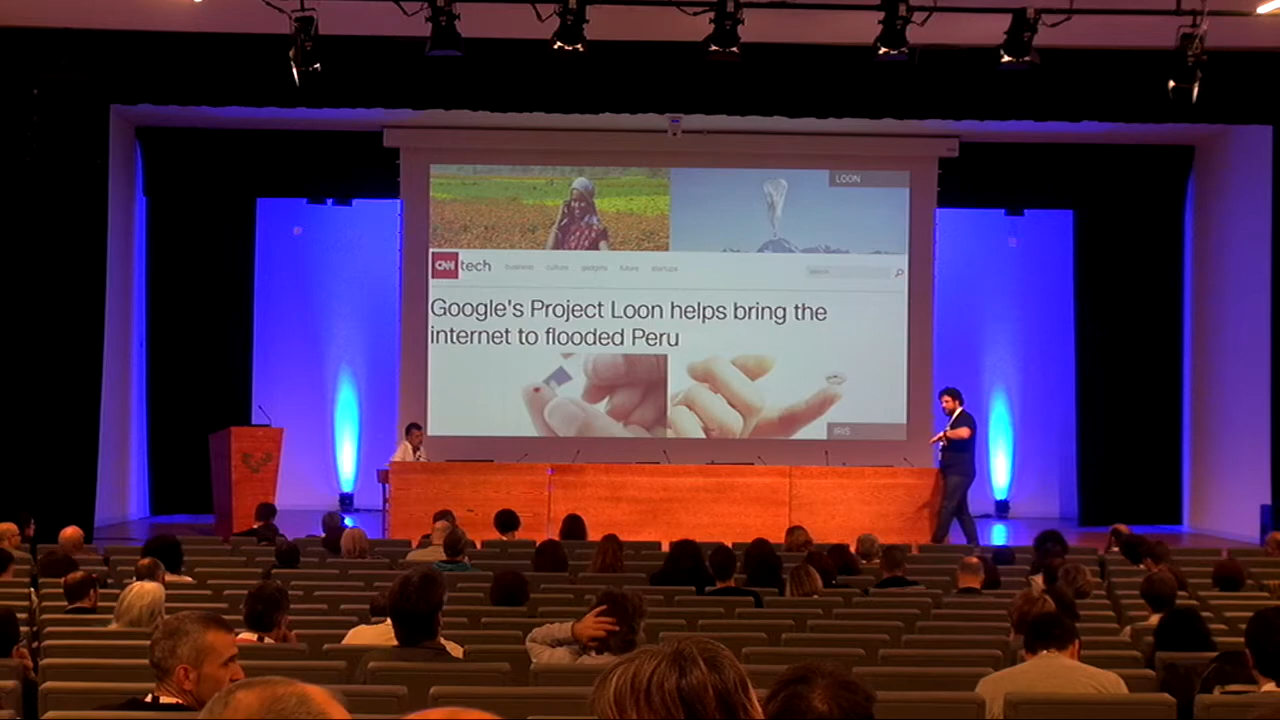 LOON
CNN tech business culture gadgets future startups search
Google's Project Loon helps bring the
internet to flooded Peru
IRIS